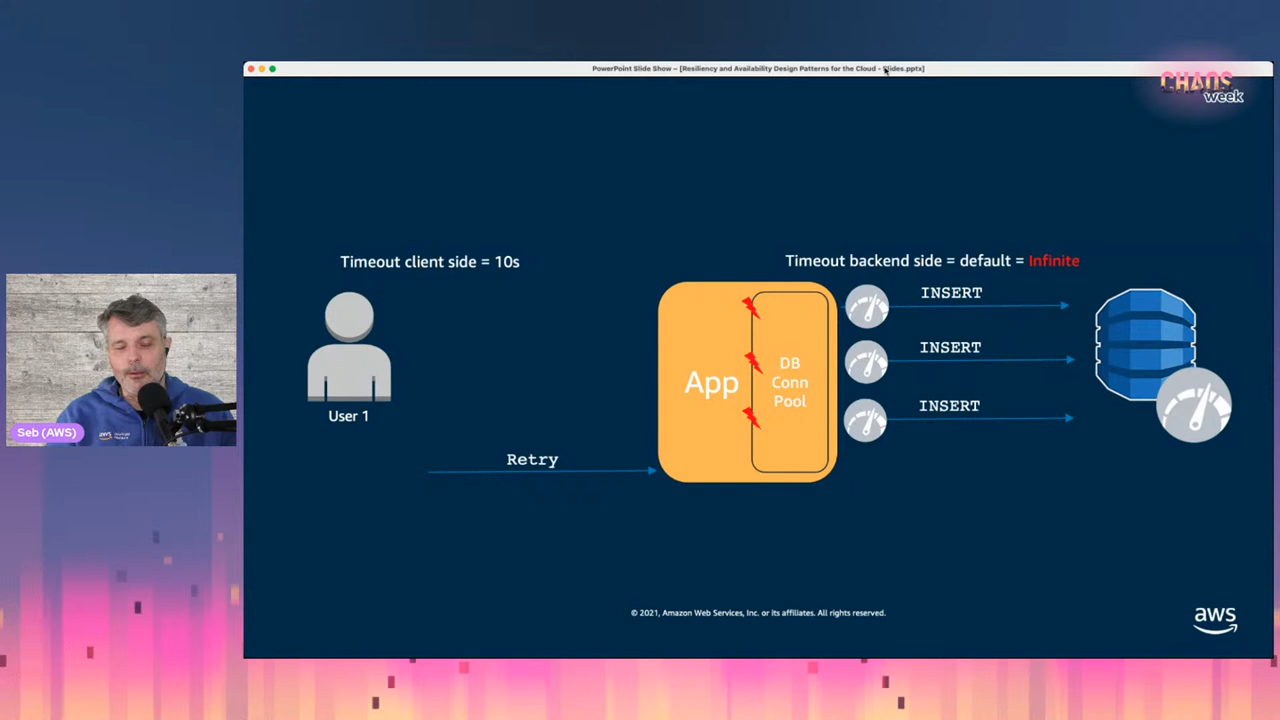 PowerPoint Slide Show – [Resiliency and Availability Design Patterns for the Cloud - Slides.pptx]
CHAOS
week
Timeout client side = 10s
Timeout backend side = default = Infinite
INSERT
INSERT
INSERT
App
DB
Conn
Pool
User 1
Retry
Seb (AWS)
© 2021, Amazon Web Services, Inc. or its affiliates. All rights reserved.
aws